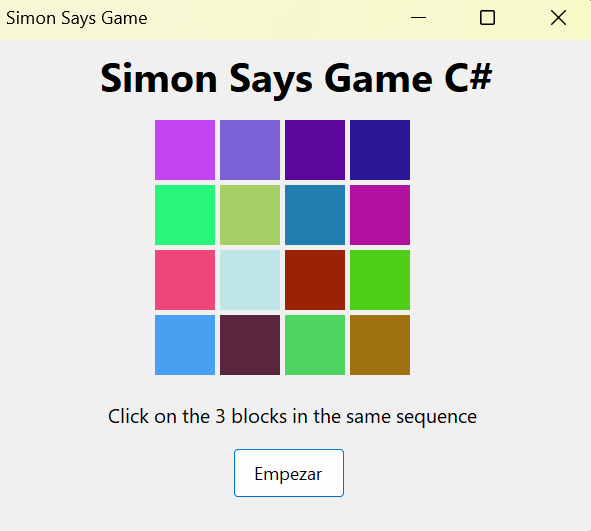 Simon Says Game
Simon Says Game C#
Click on the 3 blocks in the same sequence
Empezar